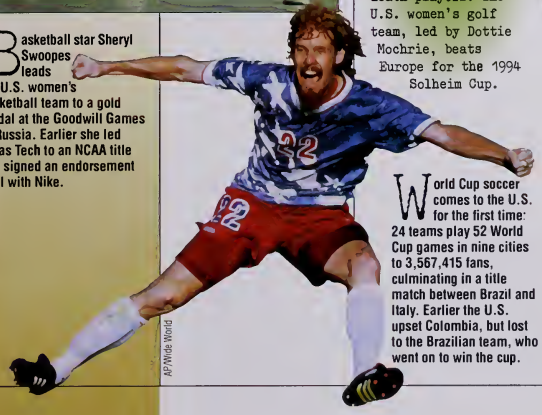 Basketball star Sheryl
Swoopes
leads
U.S. women's
ketball team to a gold
dal at the Goodwill Games
Russia. Earlier she led
as Tech to an NCAA title
signed an endorsement
l with Nike.
U.S. women's golf
team, led by Dottie
Mochrie, beats
Europe for the 1994
Solheim Cup.
22
22
World Cup soccer
comes to the U.S.
for the first time:
24 teams play 52 World
Cup games in nine cities
to 3,567,415 fans,
culminating in a title
match between Brazil and
Italy. Earlier the U.S.
upset Colombia, but lost
to the Brazilian team, who
went on to win the cup.
AP/Wide World